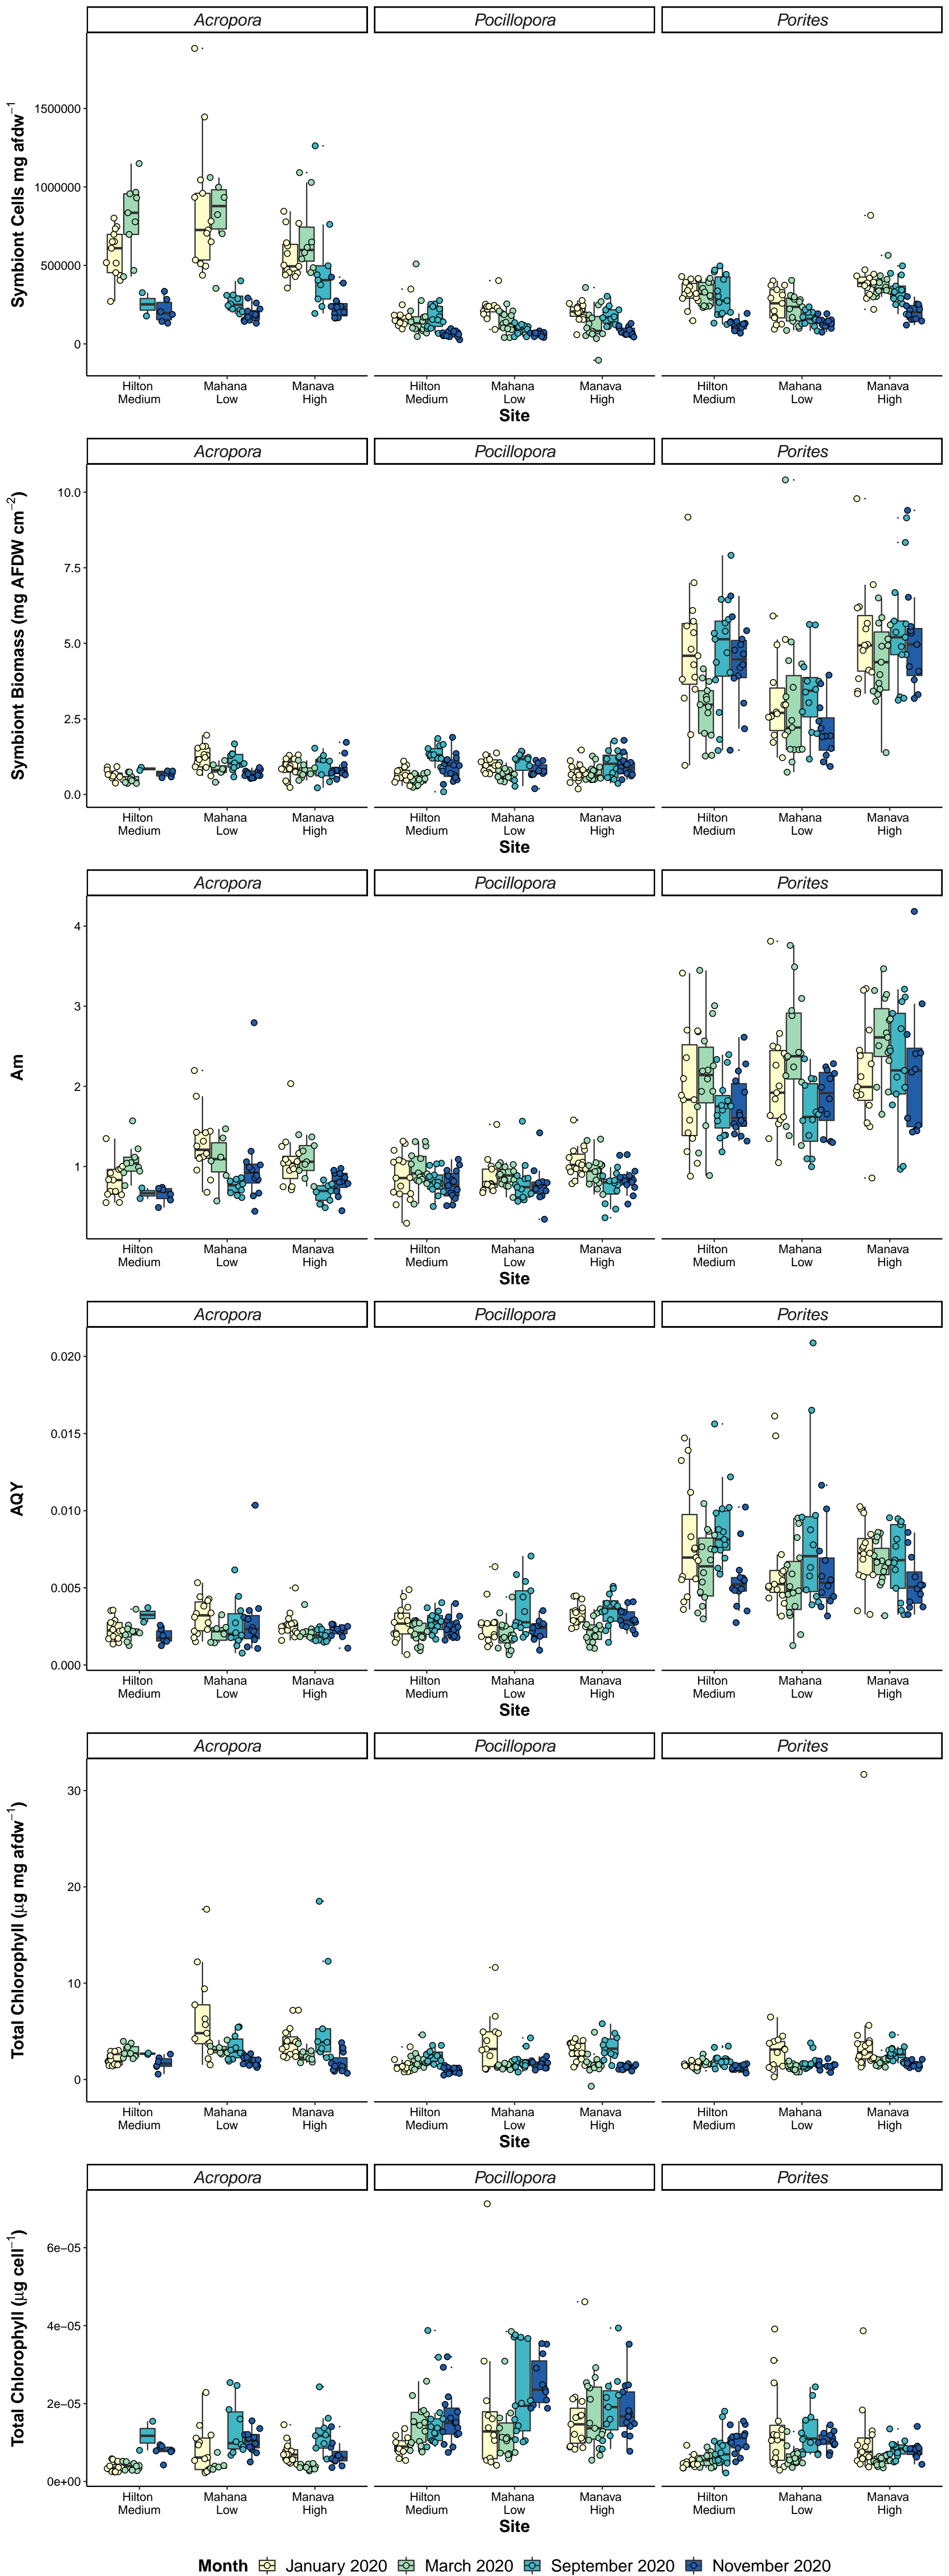 Acropora Pocillopora Porites
Symbiont Cells mg afdw−1
1500000
1000000
500000
0
Hilton Mahana Manava Hilton Mahana Manava Hilton Mahana Manava
Medium Low High Medium Low High Medium Low High
Site
Acropora Pocillopora Porites
Symbiont Biomass (mg AFDW cm−2)
10.0
7.5
5.0
2.5
0.0
Hilton Mahana Manava Hilton Mahana Manava Hilton Mahana Manava
Medium Low High Medium Low High Medium Low High
Site
Acropora Pocillopora Porites
Am
4
3
2
1
Hilton Mahana Manava Hilton Mahana Manava Hilton Mahana Manava
Medium Low High Medium Low High Medium Low High
Site
Acropora Pocillopora Porites
AQY
0.020
0.015
0.010
0.005
0.000
Hilton Mahana Manava Hilton Mahana Manava Hilton Mahana Manava
Medium Low High Medium Low High Medium Low High
Site
Acropora Pocillopora Porites
Total Chlorophyll (μg mg afdw−1)
30
20
10
0
Hilton Mahana Manava Hilton Mahana Manava Hilton Mahana Manava
Medium Low High Medium Low High Medium Low High
Site
Acropora Pocillopora Porites
Total Chlorophyll (μg cell−1)
6e−05
4e−05
2e−05
0e+00
Hilton Mahana Manava Hilton Mahana Manava Hilton Mahana Manava
Medium Low High Medium Low High Medium Low High
Site
Month January 2020 March 2020 September 2020 November 2020